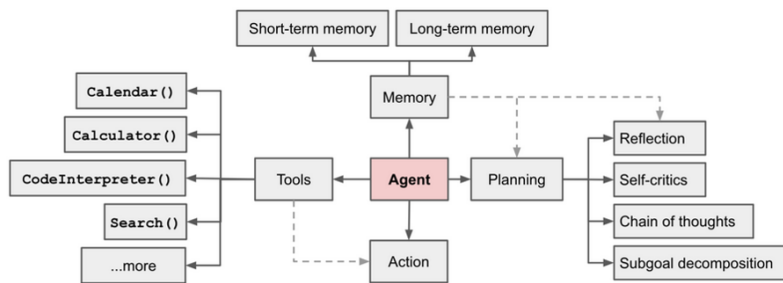 Short-term memory
Long-term memory
Calendar()
Memory
Calculator()
Reflection
CodeInterpreter()
Tools
Agent
Planning
Self-critics
Search()
Chain of thoughts
...more
Action
Subgoal decomposition